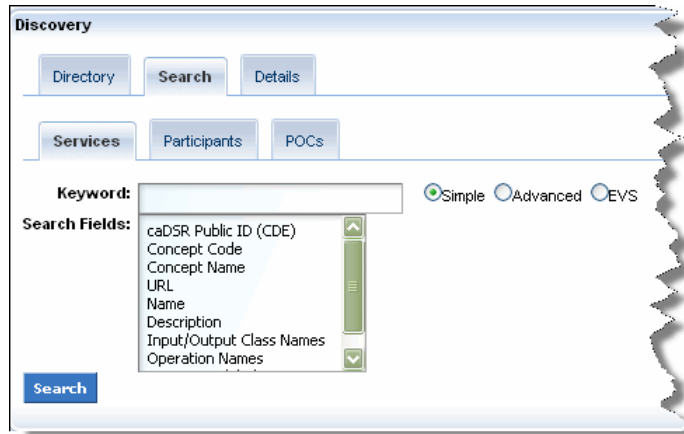 Discovery
Directory Search Details
Services Participants POCs
Keyword: Simple Advanced EVS
Search Fields: caDSR Public ID (CDE)
Concept Code
Concept Name
URL
Name
Description
Input/Output Class Names
Operation Names
Search